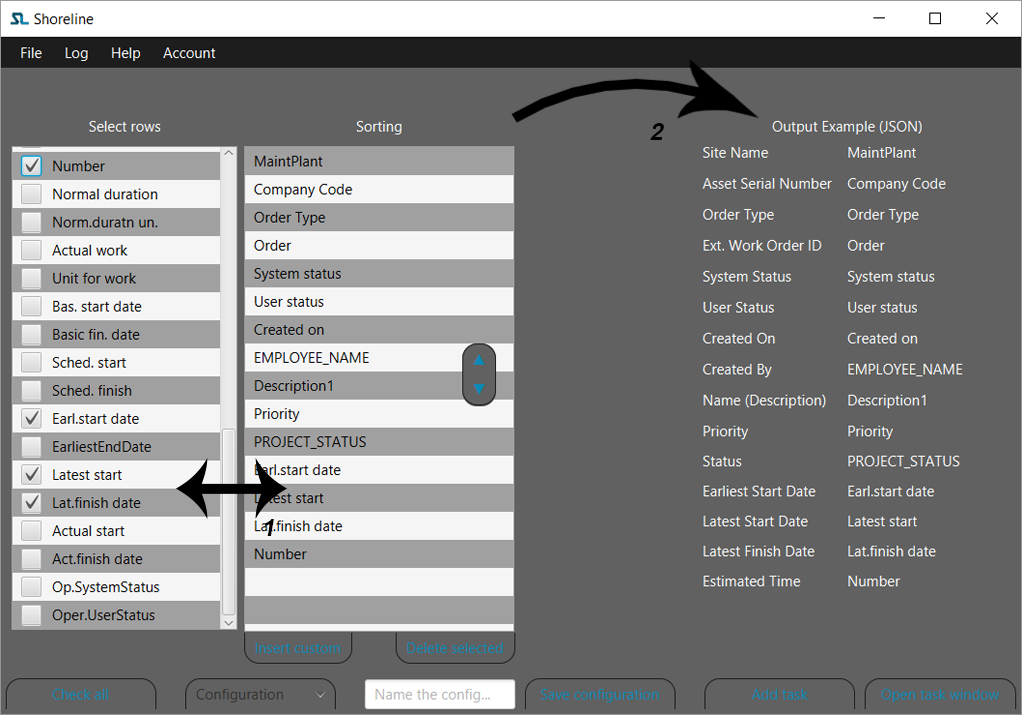 SL Shoreline
File Log Help Account
2
Select rows
Sorting
Output Example (JSON)
Number
Normal duration
Norm.duratn un.
Actual work
Unit for work
Bas. start date
Basic fin. date
Sched. start
Sched. finish
Earl.start date
EarliestEndDate
Latest start
Lat.finish date
Actual start
Act.finish date
Op.SystemStatus
Oper.UserStatus
1
MaintPlant
Company Code
Order Type
Order
System status
User status
Created on
EMPLOYEE_NAME
Description1
Priority
PROJECT_STATUS
Earl.start date
Latest start
Lat.finish date
Number
Site Name MaintPlant
Asset Serial Number Company Code
Order Type Order Type
Ext. Work Order ID Order
System Status System status
User Status User status
Created On Created on
Created By EMPLOYEE_NAME
Name (Description) Description1
Priority Priority
Status PROJECT_STATUS
Earliest Start Date Earl.start date
Latest Start Date Latest start
Latest Finish Date Lat.finish date
Estimated Time Number
Insert custom
Delete selected
Check all
Configuration
Name the config...
Save configuration
Add task
Open task window